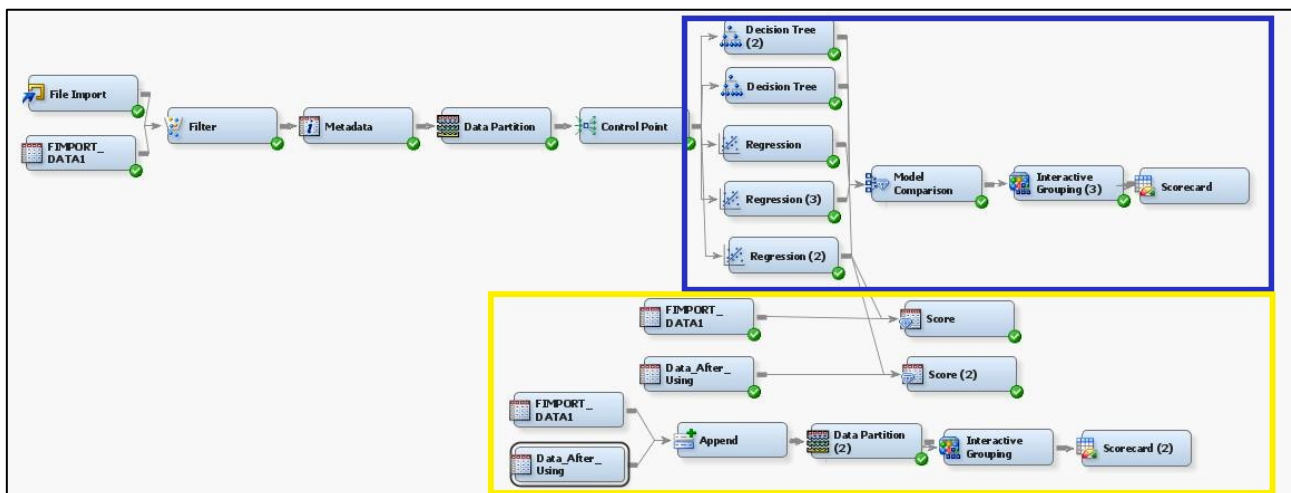 File Import
FIMPORT_
DATA1
Filter
Metadata
Data Partition
Control Point
Decision Tree
(2)
Decision Tree
Regression
Regression (3)
Regression (2)
Model
Comparison
Interactive
Grouping (3)
Scorecard
FIMPORT_
DATA1
Score
Data_After_
Using
Score (2)
FIMPORT_
DATA1
Data_After_
Using
Append
Data Partition
(2)
Interactive
Grouping
Scorecard (2)